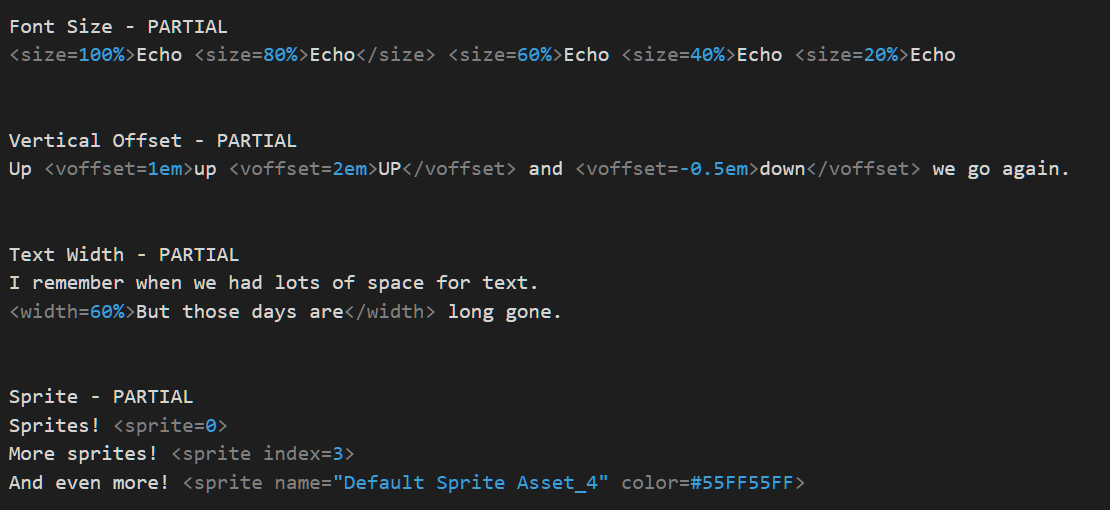 Font Size - PARTIAL
<size=100%>Echo <size=80%>Echo</size> <size=60%>Echo <size=40%>Echo <size=20%>Echo
Vertical Offset - PARTIAL
Up <voffset=1em>up <voffset=2em>UP</voffset> and <voffset=-0.5em>down</voffset> we go again.
Text Width - PARTIAL
I remember when we had lots of space for text.
<width=60%>But those days are</width> long gone.
Sprite - PARTIAL
Sprites! <sprite=0>
More sprites! <sprite index=3>
And even more! <sprite name="Default Sprite Asset_4" color=#55FF55FF>